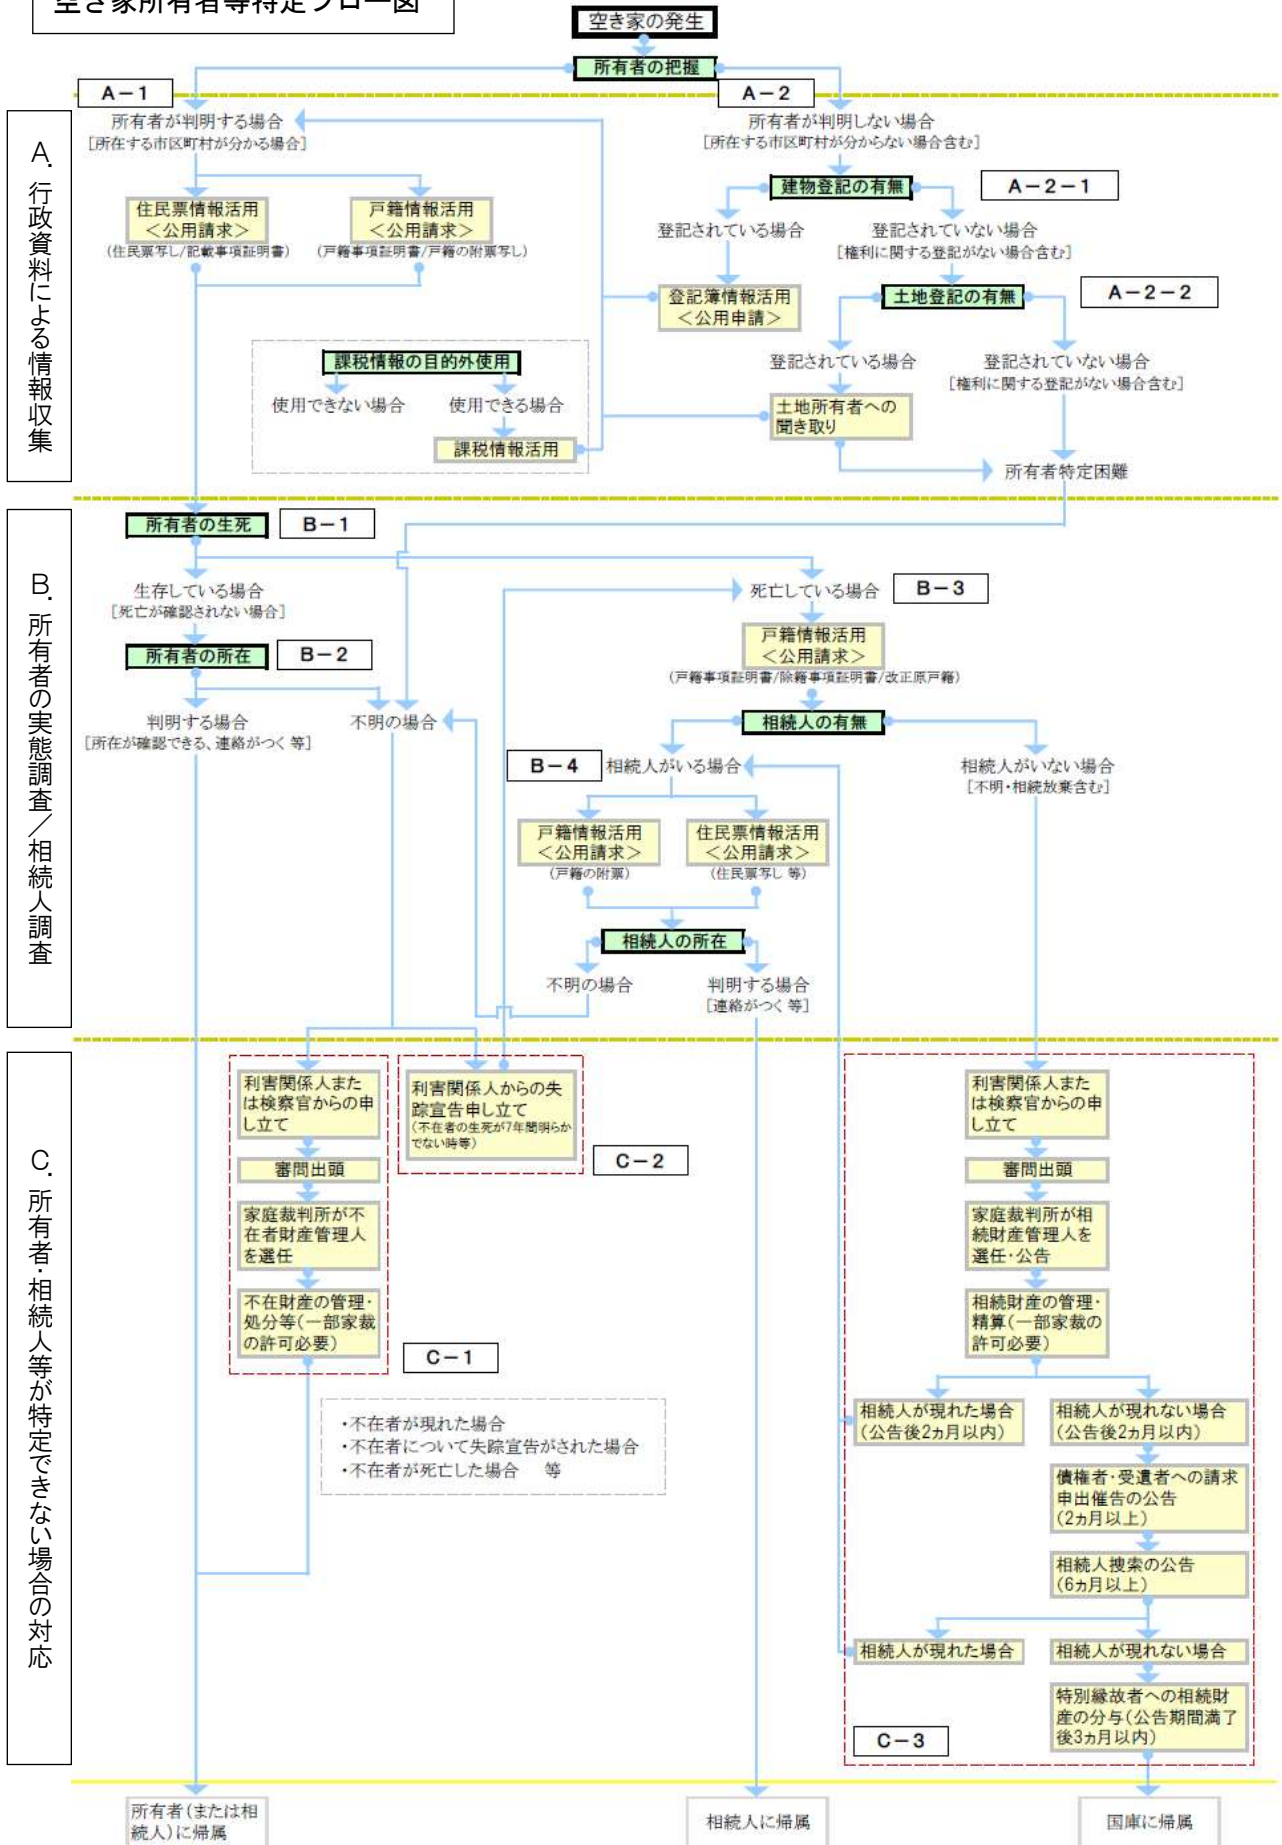 空き家所有者等特定フロー図
空き家の発生
所有者の把握
A-1
A-2
A. 行政資料による情報収集
所有者が判明する場合
[所在する市区町村が分かる場合]
所有者が判明しない場合
[所在する市区町村が分からない場合含む]
建物登記の有無
A-2-1
住民票情報活用
<公用請求>
(住民票写し/記載事項証明書)
戸籍情報活用
<公用請求>
(戸籍事項証明書/戸籍の附票写し)
登記されている場合
登記されていない場合
[権利に関する登記がない場合含む]
登記簿情報活用
<公用申請>
土地登記の有無
A-2-2
課税情報の目的外使用
使用できない場合
使用できる場合
課税情報活用
登記されている場合
登記されていない場合
[権利に関する登記がない場合含む]
土地所有者への
聞き取り
所有者特定困難
B. 所有者の実態調査/相続人調査
所有者の生死
B-1
生存している場合
[死亡が確認されない場合]
死亡している場合
B-3
所有者の所在
B-2
戸籍情報活用
<公用請求>
(戸籍事項証明書/除籍事項証明書/改正原戸籍)
判明する場合
[所在が確認できる、連絡がつく 等]
不明の場合
相続人の有無
B-4
相続人がいる場合
相続人がいない場合
[不明・相続放棄含む]
戸籍情報活用
<公用請求>
(戸籍の附票)
住民票情報活用
<公用請求>
(住民票写し 等)
相続人の所在
不明の場合
判明する場合
[連絡がつく 等]
C. 所有者・相続人等が特定できない場合の対応
利害関係人また
は検察官からの申
し立て
審問出頭
家庭裁判所が不
在者財産管理人
を選任
不在財産の管理・
処分等(一部家裁
の許可必要)
C-1
利害関係人からの失
踪宣告申し立て
(不在者の生死が7年間明らか
でない時等)
C-2
・不在者が現れた場合
・不在者について失踪宣告がされた場合
・不在者が死亡した場合 等
利害関係人また
は検察官からの申
し立て
審問出頭
家庭裁判所が相
続財産管理人を
選任・公告
相続財産の管理・
精算(一部家裁の
許可必要)
相続人が現れた場合
(公告後2ヵ月以内)
相続人が現れない場合
(公告後2ヵ月以内)
債権者・受遺者への請求
申出催告の公告
(2ヵ月以上)
相続人捜索の公告
(6ヵ月以上)
相続人が現れた場合
相続人が現れない場合
特別縁故者への相続財
産の分与(公告期間満了
後3ヵ月以内)
C-3
所有者(または相
続人)に帰属
相続人に帰属
国庫に帰属